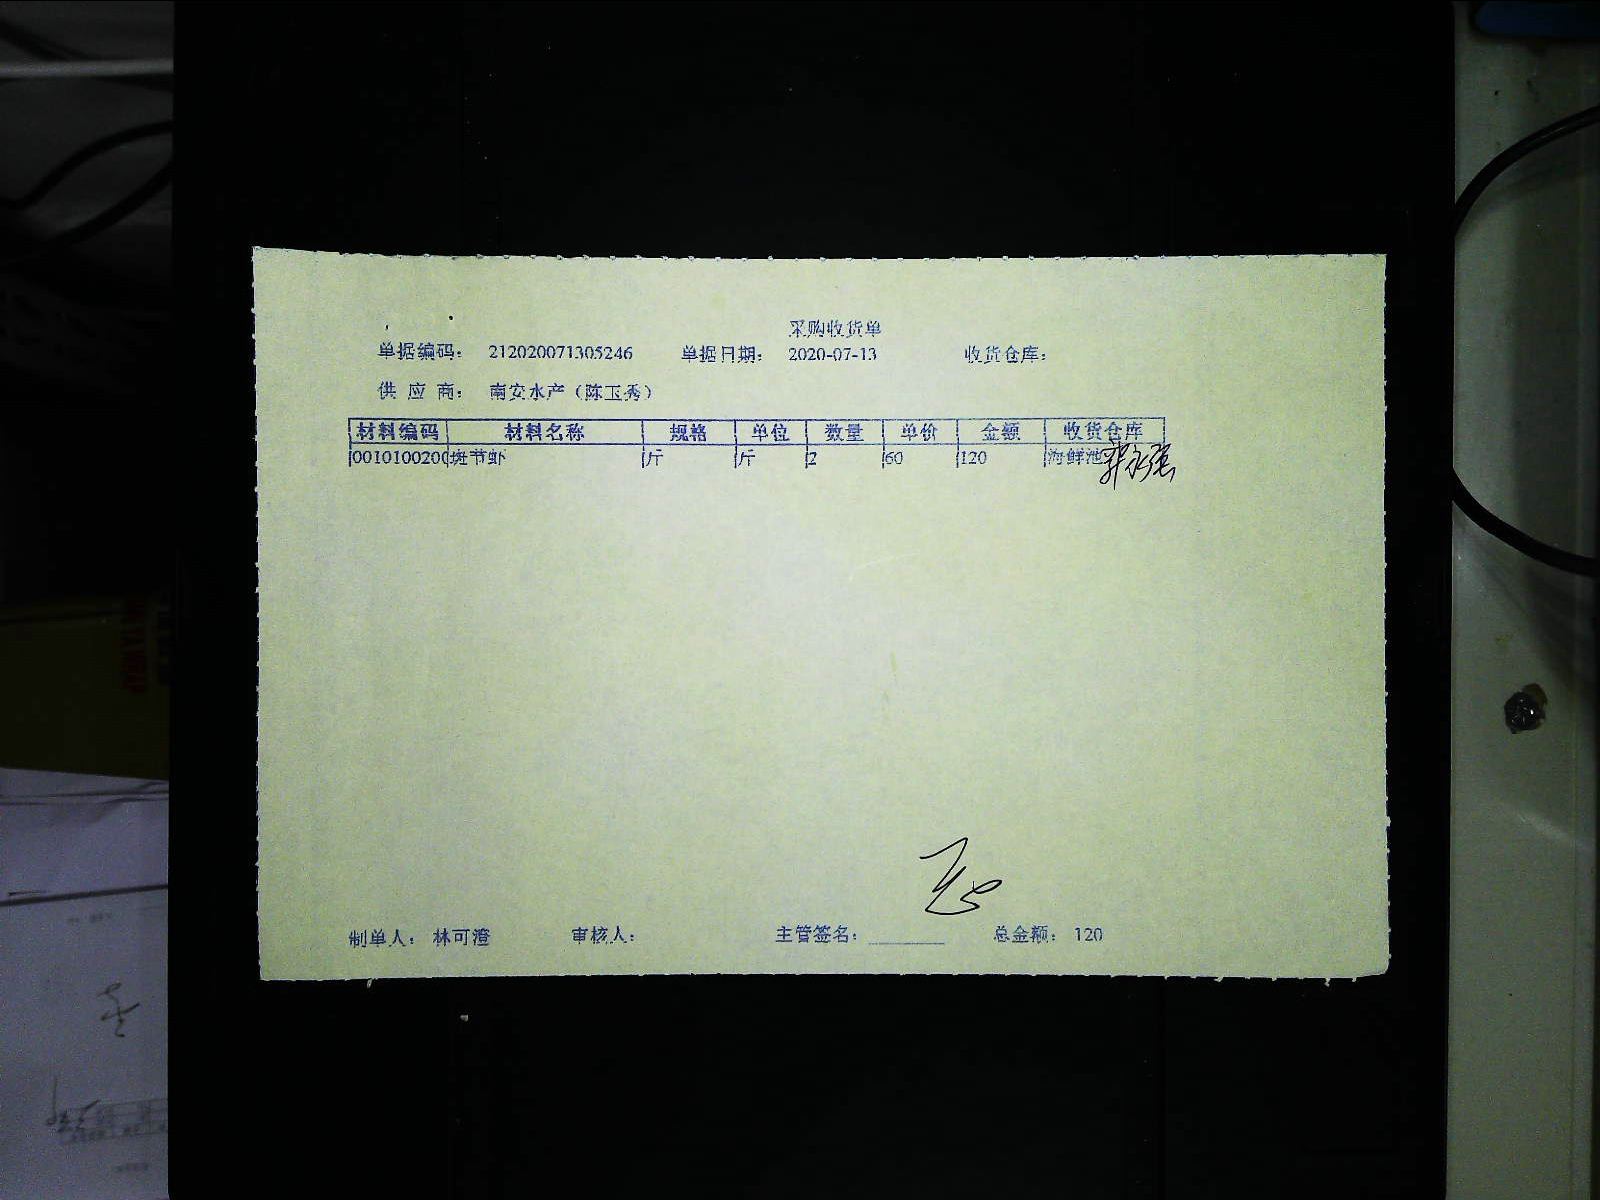 采购收货单
单据编码： 212020071305246 单据日期： 2020-07-13 收货仓库：
供 应 商： 南安水产（陈玉秀）
材料编码 材料名称 规格 单位 数量 单价 金额 收货仓库
0010100200 斑节虾 斤 斤 2 60 120 海鲜池
郭永强
制单人： 林可澄 审核人： 主管签名： 总金额： 120